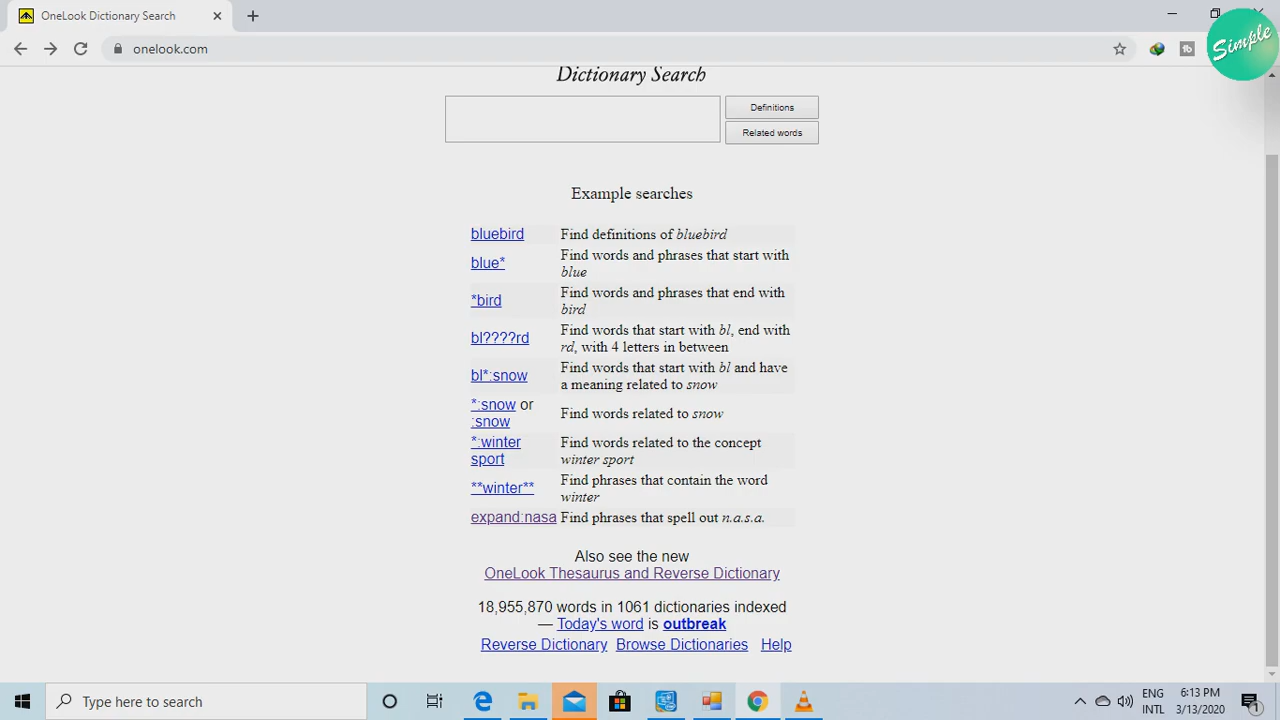 OneLook Dictionary Search
onelook.com
Simple
Dictionary Search
Definitions
Related words
Example searches
bluebird Find definitions of bluebird
blue* Find words and phrases that start with
blue
*bird Find words and phrases that end with
bird
bl????rd Find words that start with bl, end with
rd, with 4 letters in between
bl*:snow Find words that start with bl and have
a meaning related to snow
*:snow or
:snow Find words related to snow
*:winter
sport Find words related to the concept
winter sport
**winter** Find phrases that contain the word
winter
expand:nasa Find phrases that spell out n.a.s.a.
Also see the new
OneLook Thesaurus and Reverse Dictionary
18,955,870 words in 1061 dictionaries indexed
— Today's word is outbreak
Reverse Dictionary Browse Dictionaries Help
Type here to search
ENG
INTL
6:13 PM
3/13/2020
1